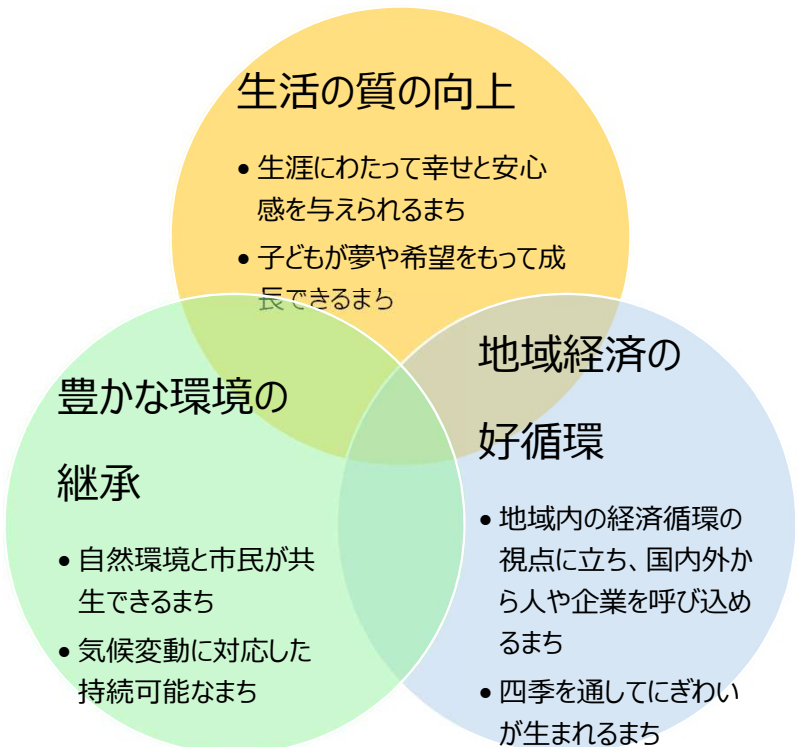 生活の質の向上
• 生涯にわたって幸せと安心
感を与えられるまち
• 子どもが夢や希望をもって成
長できるまち
豊かな環境の
継承
• 自然環境と市民が共
生できるまち
• 気候変動に対応した
持続可能なまち
地域経済の
好循環
• 地域内の経済循環の
視点に立ち、国内外か
ら人や企業を呼び込め
るまち
• 四季を通してにぎわい
が生まれるまち